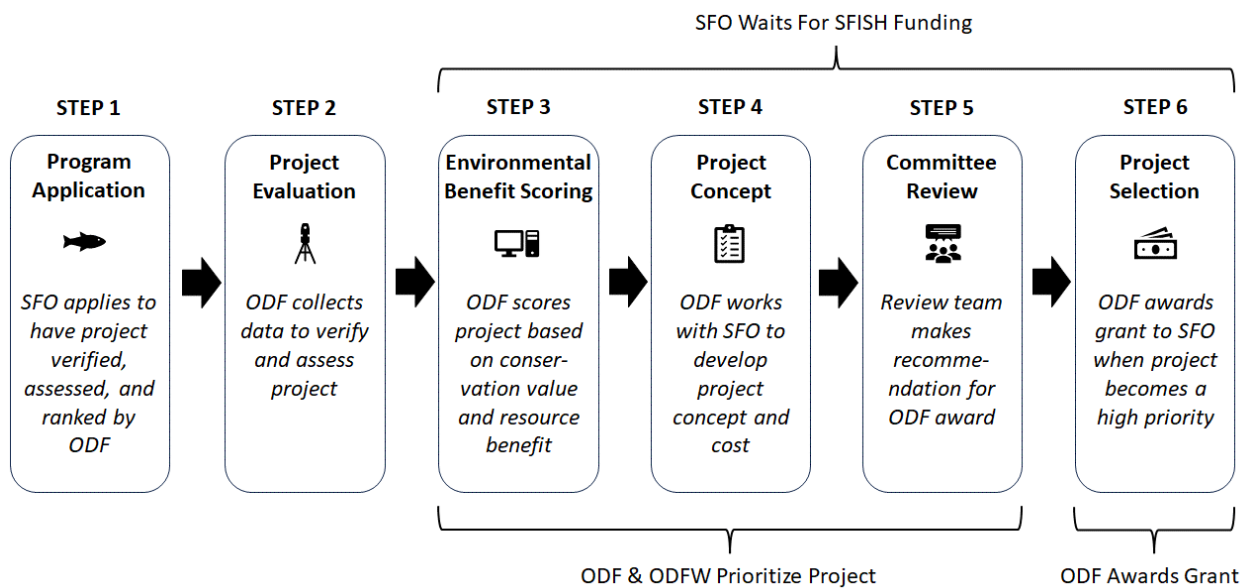 SFO Waits For SFISH Funding
STEP 1
Program
Application
SFO applies to
have project
verified,
assessed, and
ranked by
ODF
STEP 2
Project
Evaluation
ODF collects
data to verify
and assess
project
STEP 3
Environmental
Benefit Scoring
ODF scores
project based
on conser-
vation value
and resource
benefit
STEP 4
Project
Concept
ODF works
with SFO to
develop
project
concept and
cost
STEP 5
Committee
Review
Review team
makes
recomme-
ndation for
ODF award
STEP 6
Project
Selection
ODF awards
grant to SFO
when project
becomes a
high priority
ODF & ODFW Prioritize Project
ODF Awards Grant